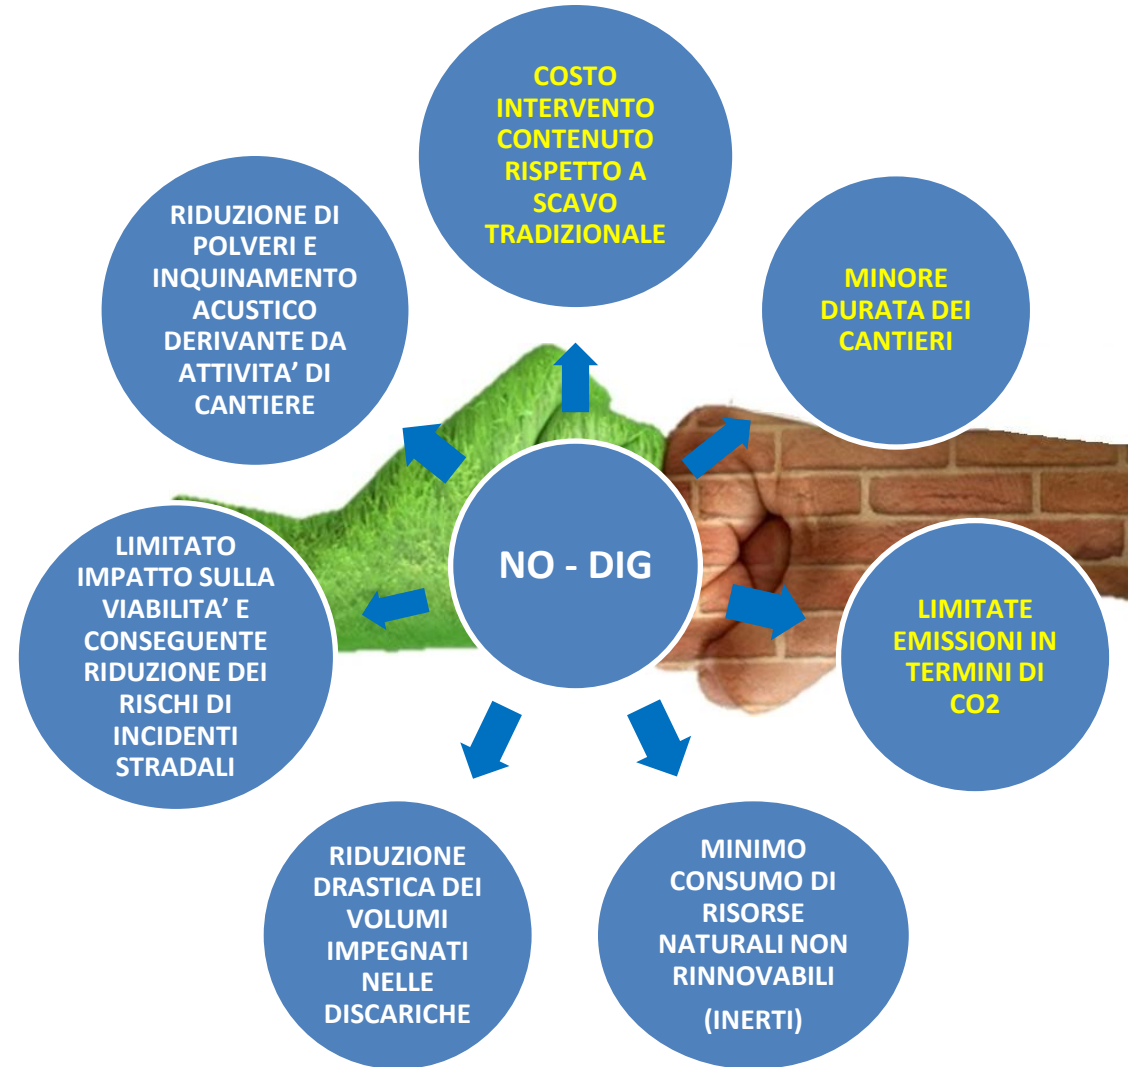 COSTO
INTERVENTO
CONTENUTO
RISPETTO A
SCAVO
TRADIZIONALE
MINORE
DURATA DEI
CANTIERI
LIMITATE
EMISSIONI IN
TERMINI DI
CO2
MINIMO
CONSUMO DI
RISORSE
NATURALI NON
RINNOVABILI
(INERTI)
RIDUZIONE
DRASTICA DEI
VOLUMI
IMPEGNATI
NELLE
DISCARICHE
LIMITATO
IMPATTO SULLA
VIABILITA’ E
CONSEGUENTE
RIDUZIONE DEI
RISCHI DI
INCIDENTI
STRADALI
RIDUZIONE DI
POLVERI E
INQUINAMENTO
ACUSTICO
DERIVANTE DA
ATTIVITA’ DI
CANTIERE
NO - DIG